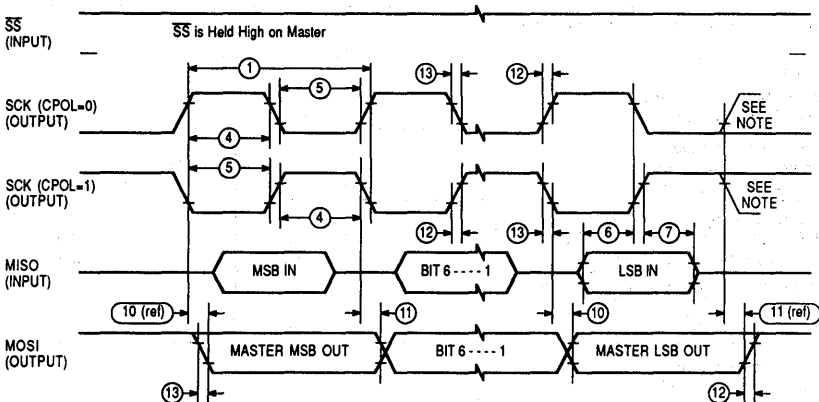 SS
(INPUT)
SS is Held High on Master
1
5
13
12
SCK (CPOL=0)
(OUTPUT)
4
SEE
NOTE
5
SCK (CPOL=1)
(OUTPUT)
4
12
13
6
7
SEE
NOTE
MISO
(INPUT)
MSB IN
BIT 6 - - - - 1
LSB IN
10 (ref)
11
10
11 (ref)
MOSI
(OUTPUT)
MASTER MSB OUT
BIT 6 - - - - 1
MASTER LSB OUT
13
12